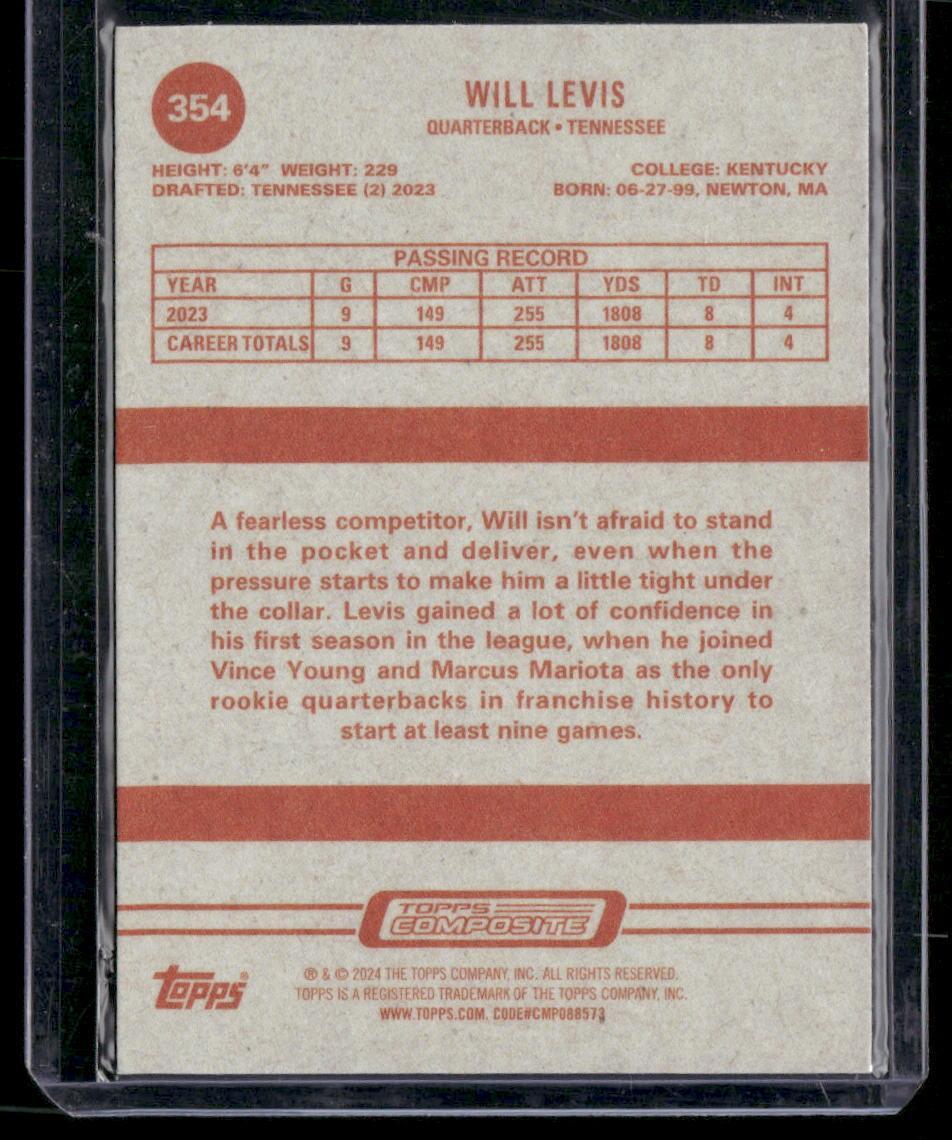 354
WILL LEVIS
QUARTERBACK • TENNESSEE
HEIGHT: 6'4" WEIGHT: 229
DRAFTED: TENNESSEE (2) 2023
COLLEGE: KENTUCKY
BORN: 06-27-99, NEWTON, MA
PASSING RECORD
YEAR G CMP ATT YDS TD INT
2023 9 149 255 1808 8 4
CAREER TOTALS 9 149 255 1808 8 4
A fearless competitor, Will isn't afraid to stand
in the pocket and deliver, even when the
pressure starts to make him a little tight under
the collar. Levis gained a lot of confidence in
his first season in the league, when he joined
Vince Young and Marcus Mariota as the only
rookie quarterbacks in franchise history to
start at least nine games.
TOPPS
COMPOSITE
Topps®
® & © 2024 THE TOPPS COMPANY, INC. ALL RIGHTS RESERVED.
TOPPS IS A REGISTERED TRADEMARK OF THE TOPPS COMPANY, INC.
WWW.TOPPS.COM. CODE#CMP088573